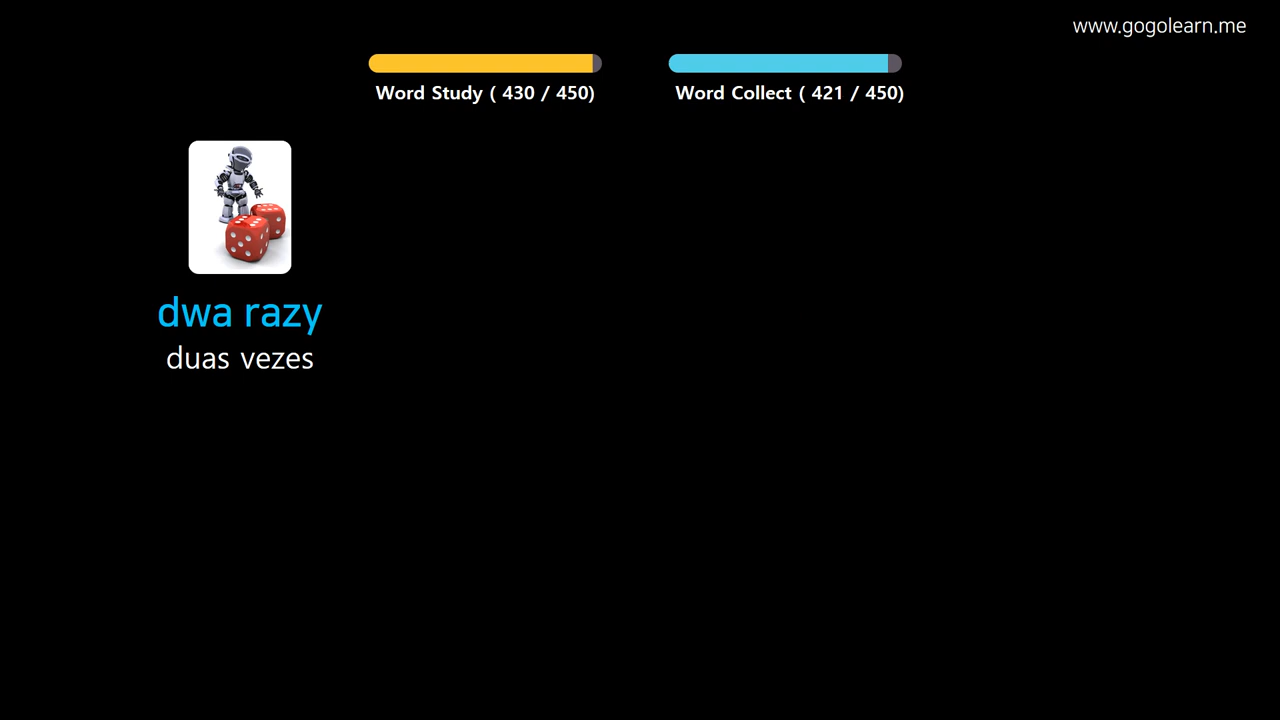 www.gogolearn.me
Word Study ( 430 / 450)
Word Collect ( 421 / 450)
dwa razy
duas vezes